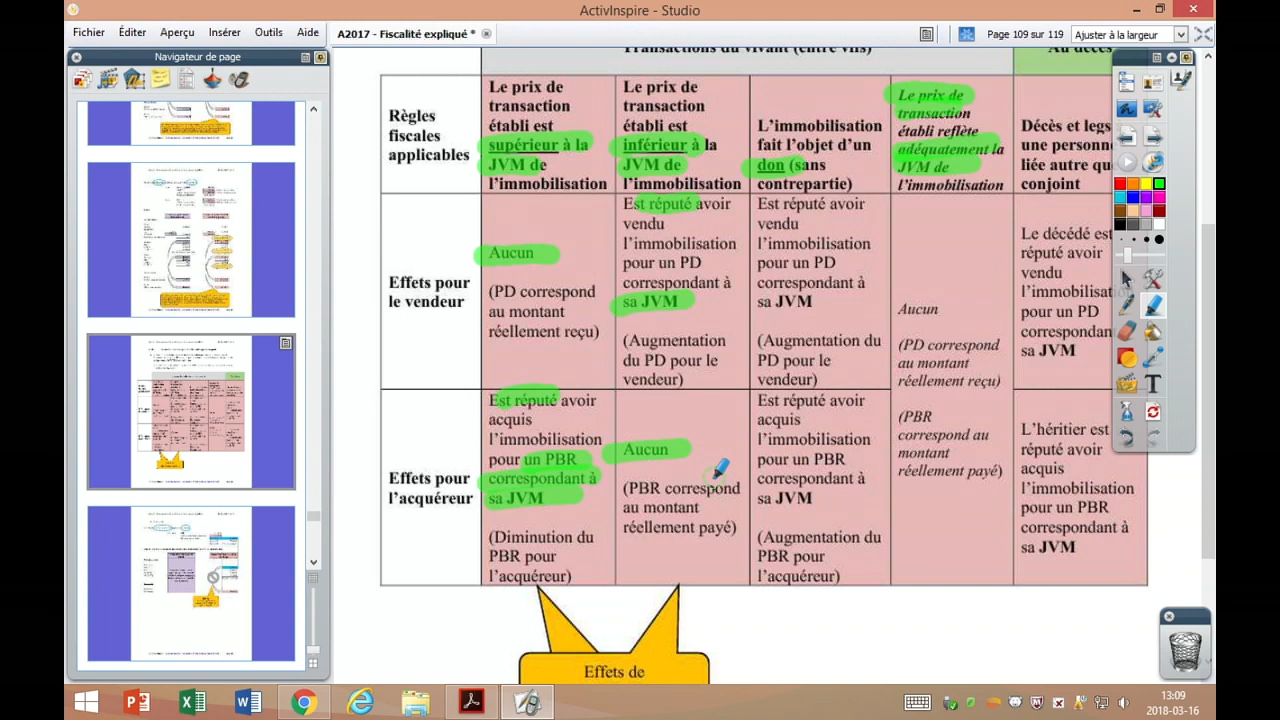 ActivInspire - Studio
Fichier Éditer Aperçu Insérer Outils Aide
A2017 - Fiscalité expliqué *
Page 109 sur 119
Ajuster à la largeur
Navigateur de page
Transactions du vivant (entre vifs)
Au décès
Règles
fiscales
applicables
Le prix de
transaction
établi est
supérieur à la
JVM de
l'immobilisation
Le prix de
transaction
établi est
inférieur à la
JVM de
l'immobilisation
L'immobilisation
fait l'objet d'un
don (sans
contrepartie)
Le prix de
transaction
établi reflète
adéquatement la
JVM de
l'immobilisation
Décès et legs
une personne
liée autre que
conjoint
Effets pour
le vendeur
Aucun
(PD correspond
au montant
réellement reçu)
Est réputé avoir
vendu
l'immobilisation
pour un PD
correspondant à
sa JVM
(Augmentation
du PD pour le
vendeur)
Est réputé avoir
vendu
l'immobilisation
pour un PD
correspondant à
sa JVM
(Augmentation du
PD pour le
vendeur)
Aucun
(PD correspond
au montant
réellement reçu)
Le décédé est
réputé avoir
vendu
l'immobilisat
pour un PD
correspondan
sa JVM
Effets pour
l'acquéreur
Est réputé avoir
acquis
l'immobilisation
pour un PBR
correspondant à
sa JVM
(Diminution du
PBR pour
l'acquéreur)
Aucun
(PBR correspond
au montant
réellement payé)
Est réputé avoir
acquis
l'immobilisation
pour un PBR
correspondant à
sa JVM
(Augmentation du
PBR pour
l'acquéreur)
(PBR
correspond au
montant
réellement payé)
L'héritier est
réputé avoir
acquis
l'immobilisation
pour un PBR
correspondant à
sa JVM
Effets de
13:09
2018-03-16